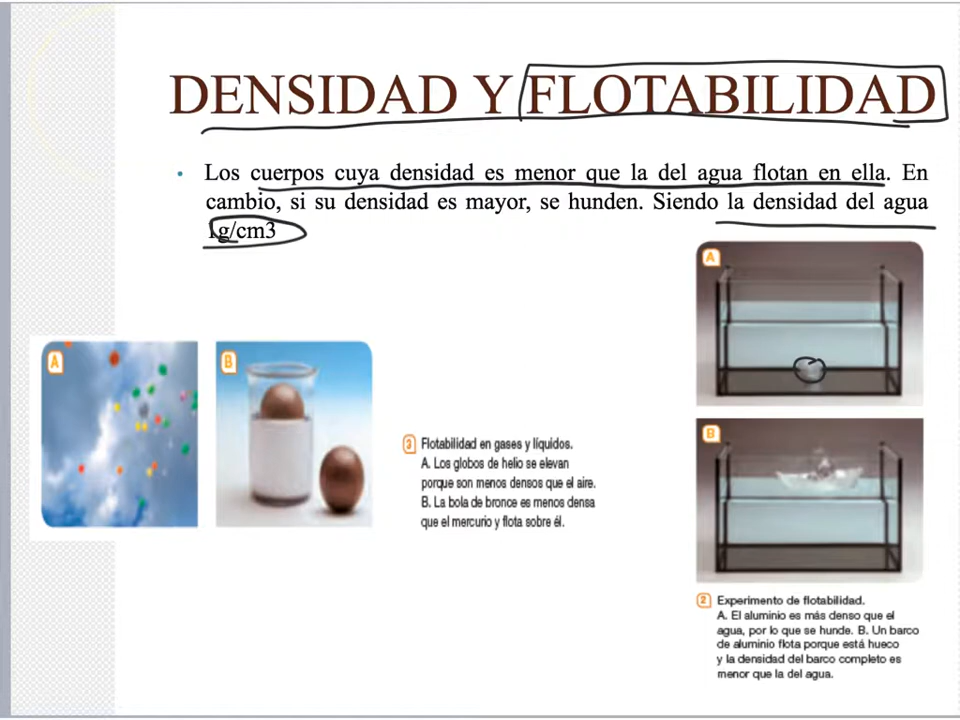 DENSIDAD Y FLOTABILIDAD
• Los cuerpos cuya densidad es menor que la del agua flotan en ella. En
cambio, si su densidad es mayor, se hunden. Siendo la densidad del agua
1g/cm3
A
B
3 Flotabilidad en gases y líquidos.
A. Los globos de helio se elevan
porque son menos densos que el aire.
B. La bola de bronce es menos densa
que el mercurio y flota sobre él.
A
B
2 Experimento de flotabilidad.
A. El aluminio es más denso que el
agua, por lo que se hunde. B. Un barco
de aluminio flota porque está hueco
y la densidad del barco completo es
menor que la del agua.